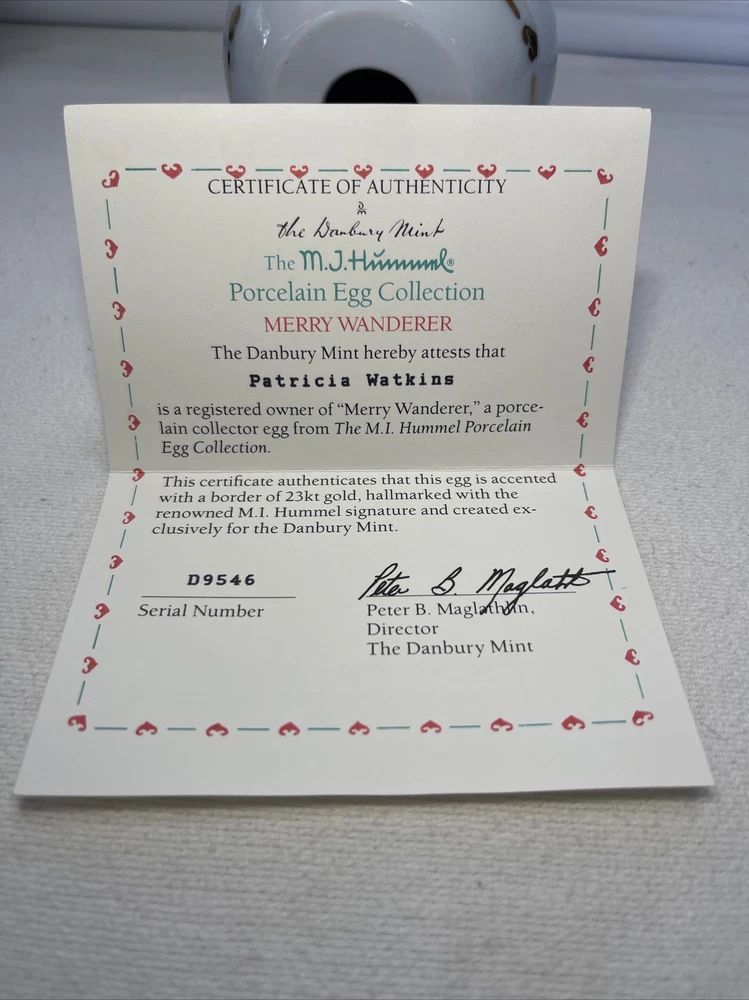 CERTIFICATE OF AUTHENTICITY
the Danbury Mint
The M.J.Hummel®
Porcelain Egg Collection
MERRY WANDERER
The Danbury Mint hereby attests that
Patricia Watkins
is a registered owner of “Merry Wanderer,” a porce-
lain collector egg from The M.I. Hummel Porcelain
Egg Collection.
This certificate authenticates that this egg is accented
with a border of 23kt gold, hallmarked with the
renowned M.I. Hummel signature and created ex-
clusively for the Danbury Mint.
D9546
Serial Number
Peter B. Maglathlin
Peter B. Maglathlin,
Director
The Danbury Mint